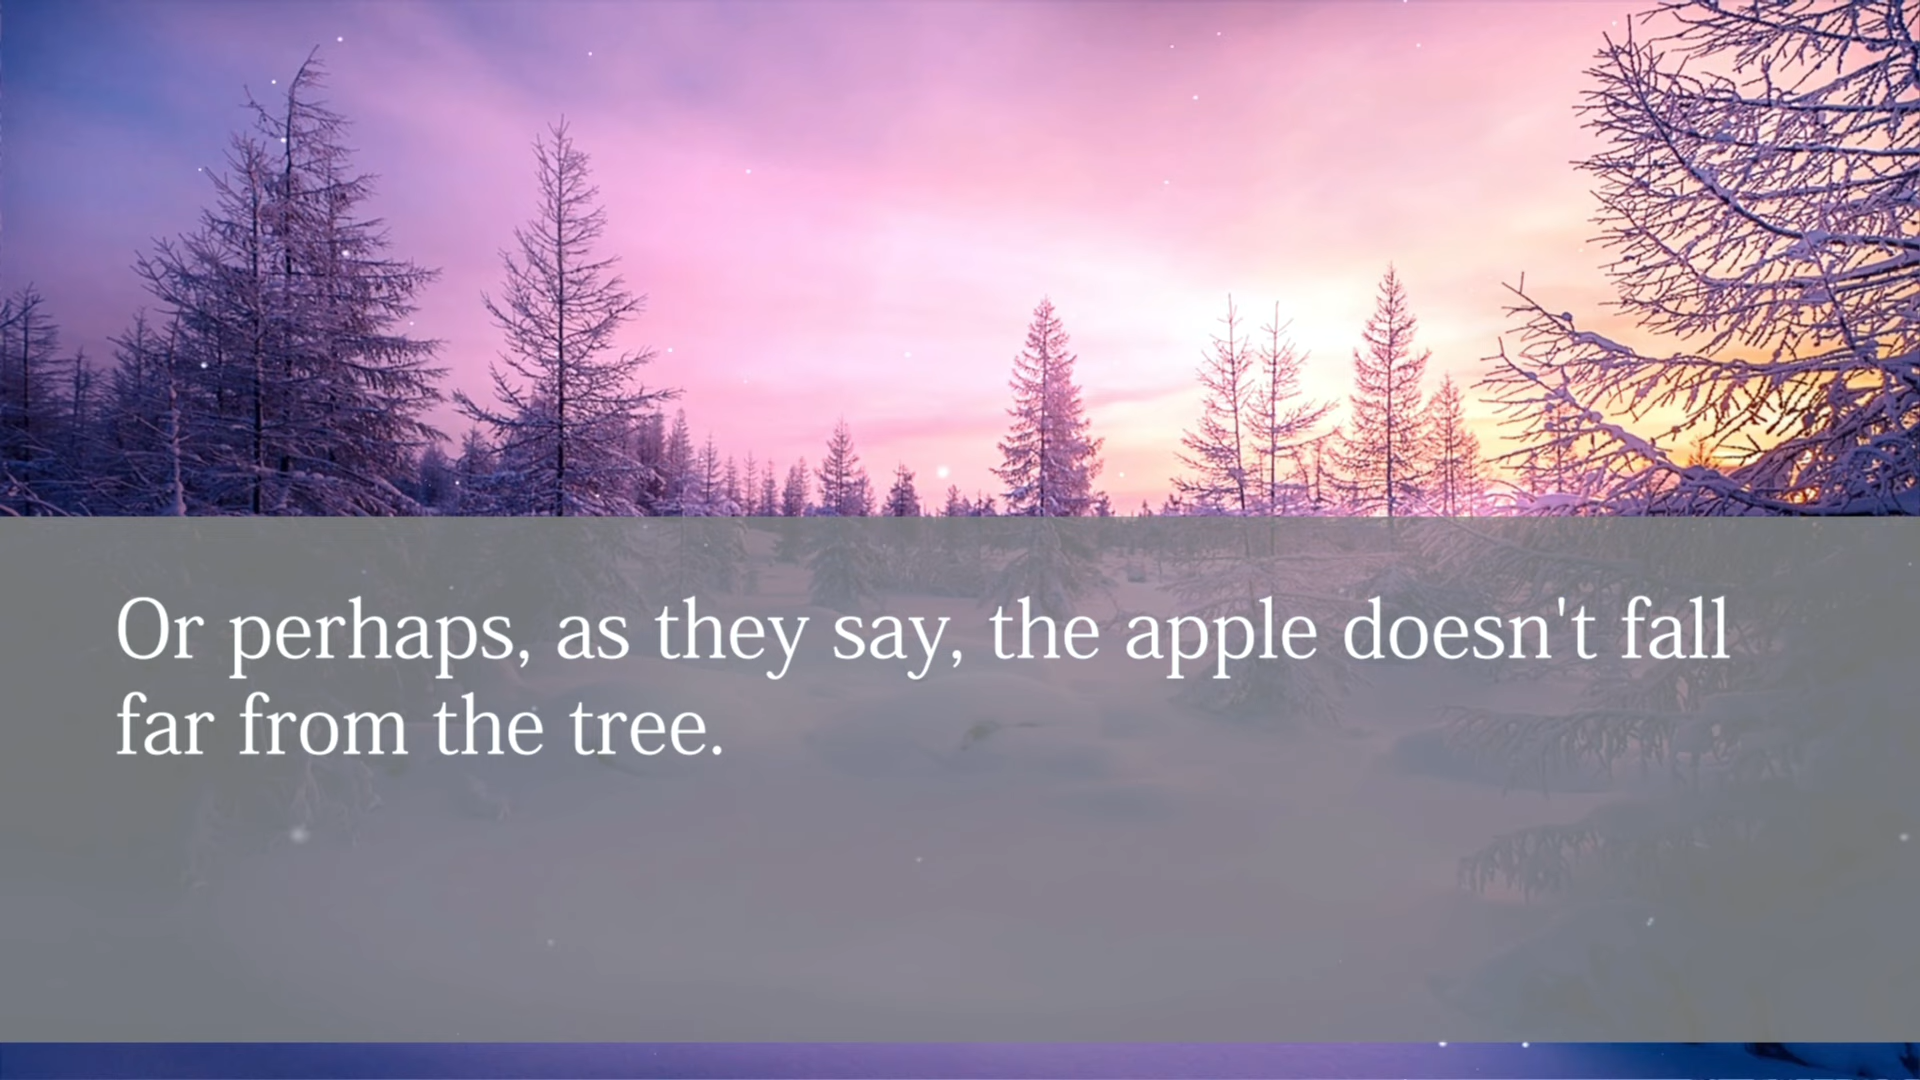 Or perhaps, as they say, the apple doesn't fall
far from the tree.